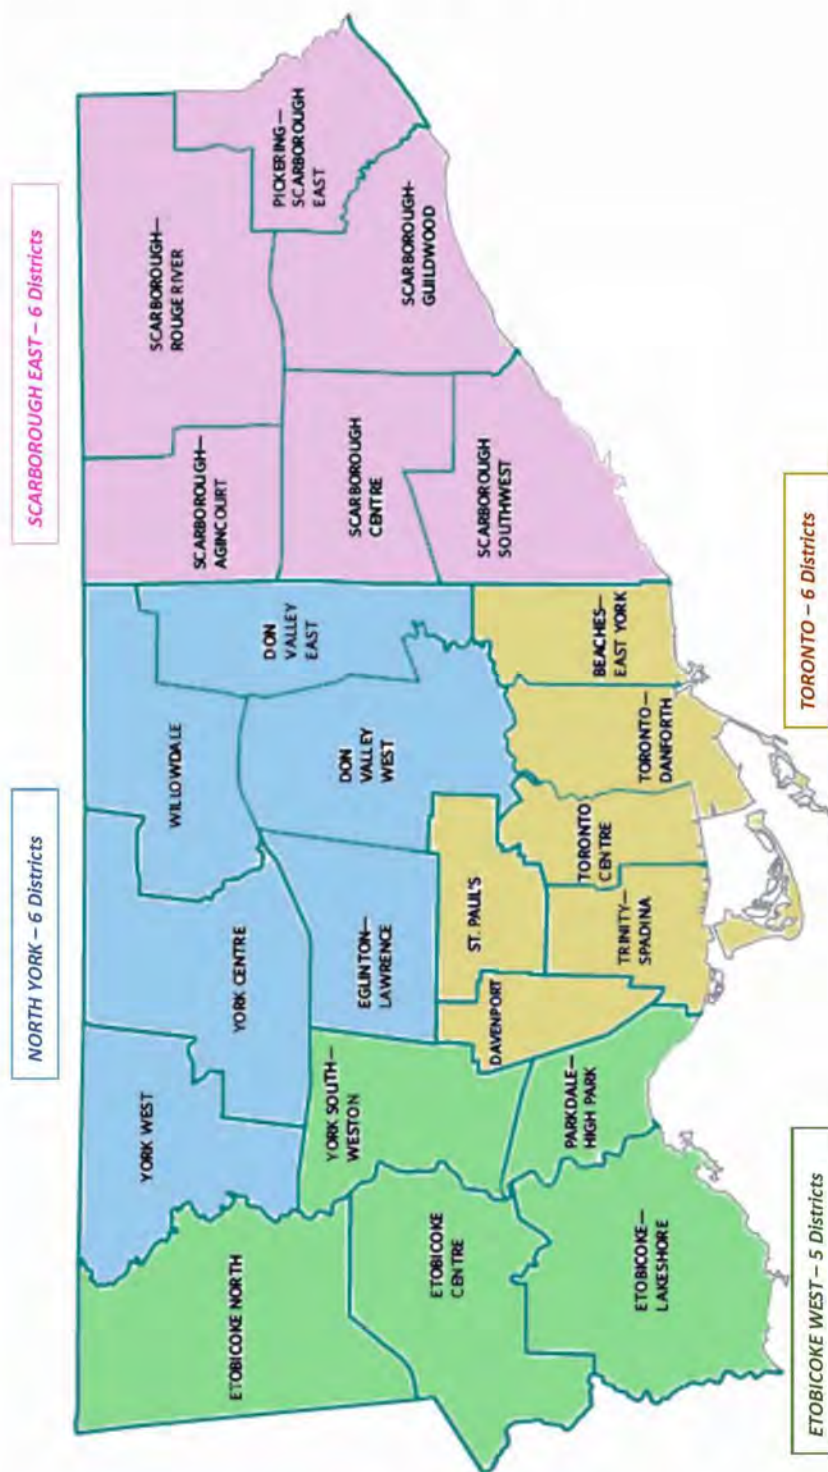 NORTH YORK – 6 Districts
SCARBOROUGH EAST – 6 Districts
YORK WEST
YORK CENTRE
WILLOWDALE
DON
VALLEY
EAST
SCARBOROUGH—
AGINCOURT
SCARBOROUGH—
ROUGE RIVER
PICKERING—
SCARBOROUGH
EAST
ETOBICOKE NORTH
YORK SOUTH—
WESTON
EGLINTON—
LAWRENCE
DON
VALLEY
WEST
SCARBOROUGH
CENTRE
SCARBOROUGH-
GUILDWOOD
ETOBICOKE
CENTRE
DAVENPORT
ST. PAUL'S
SCARBOROUGH
SOUTHWEST
PARKDALE—
HIGH PARK
TRINITY—
SPADINA
TORONTO
CENTRE
TORONTO—
DANFORTH
BEACHES—
EAST YORK
ETOBICOKE—
LAKESHORE
ETOBICOKE WEST – 5 Districts
TORONTO – 6 Districts